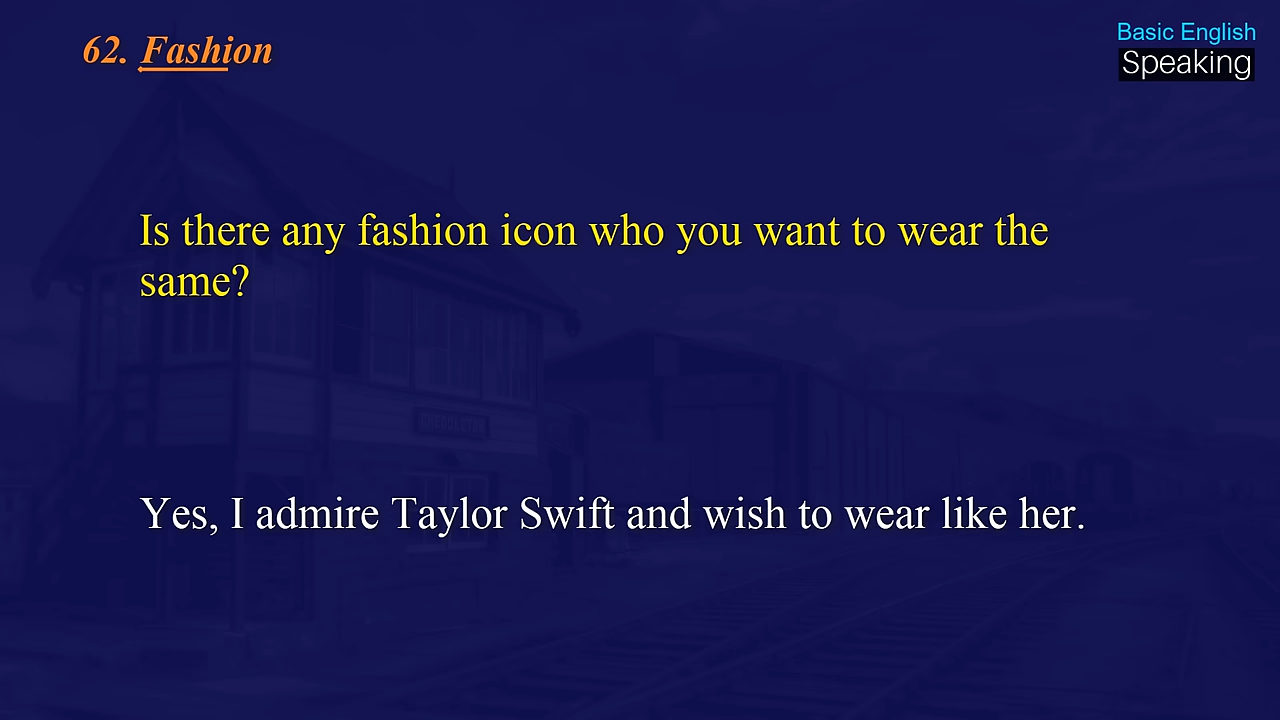 62. Fashion
Basic English
Speaking
Is there any fashion icon who you want to wear the
same?
Yes, I admire Taylor Swift and wish to wear like her.